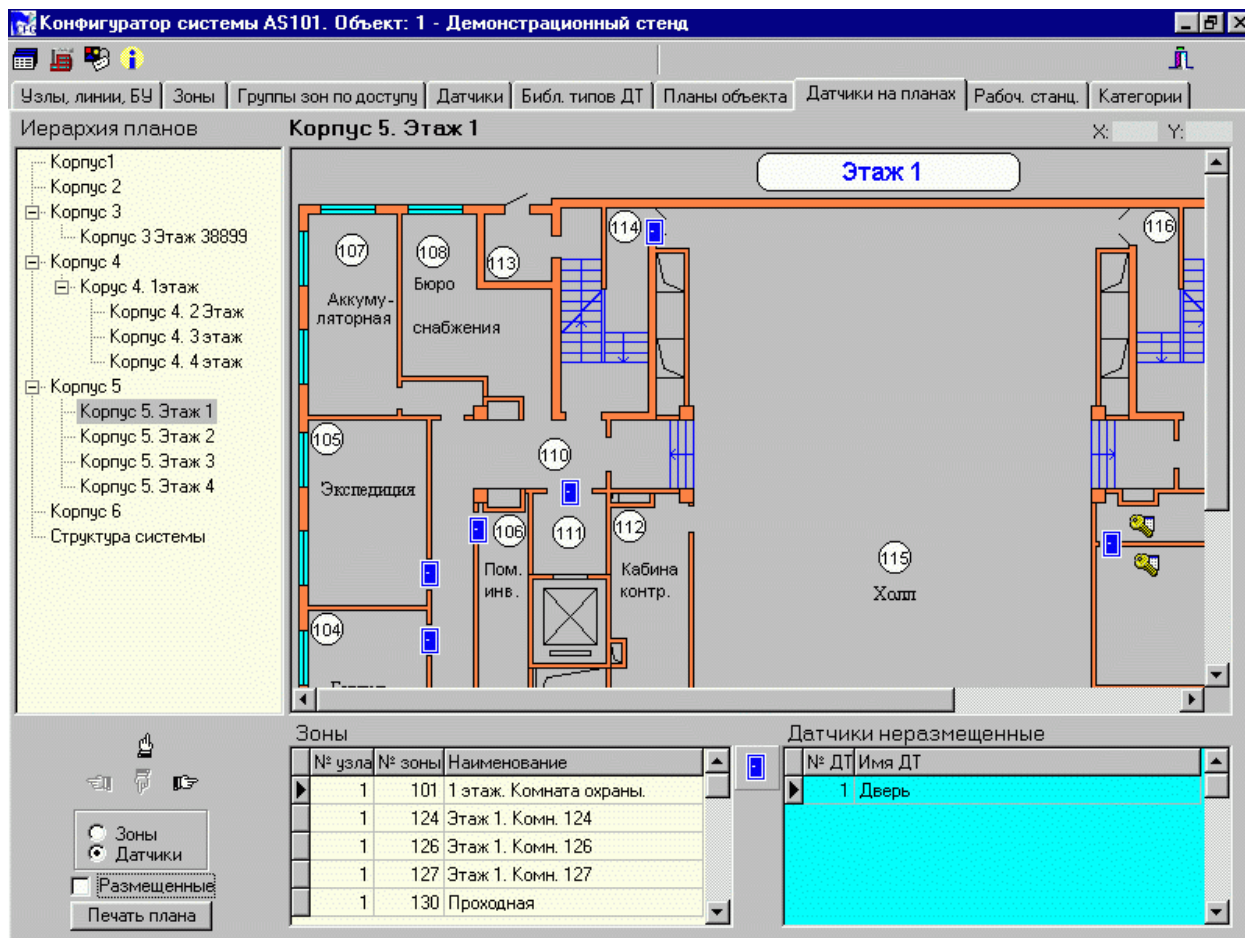 Конфигуратор системы AS101. Объект: 1 - Демонстрационный стенд
Узлы, линии, БУ Зоны Группы зон по доступу Датчики Библ. типов ДТ Планы объекта Датчики на планах Рабоч. станц. Категории
Иерархия планов
Корпус 5. Этаж 1
X: Y:
Корпус1
Корпус 2
Корпус 3
Корпус 3 Этаж 38899
Корпус 4
Корус 4. 1этаж
Корпус 4. 2 Этаж
Корпус 4. 3 этаж
Корпус 4. 4 этаж
Корпус 5
Корпус 5. Этаж 1
Корпус 5. Этаж 2
Корпус 5. Этаж 3
Корпус 5. Этаж 4
Корпус 6
Структура системы
Этаж 1
107
Аккуму-
ляторная
108
Бюро
снабжения
113
114
116
105
Экспедиция
110
106
Пом.
инв.
111
112
Кабина
контр.
115
Холл
104
Зоны
Датчики
Размещенные
Печать плана
Зоны
№ узла № зоны Наименование
1 101 1 этаж. Комната охраны.
1 124 Этаж 1. Комн. 124
1 126 Этаж 1. Комн. 126
1 127 Этаж 1. Комн. 127
1 130 Проходная
Датчики неразмещенные
№ ДТ Имя ДТ
1 Дверь